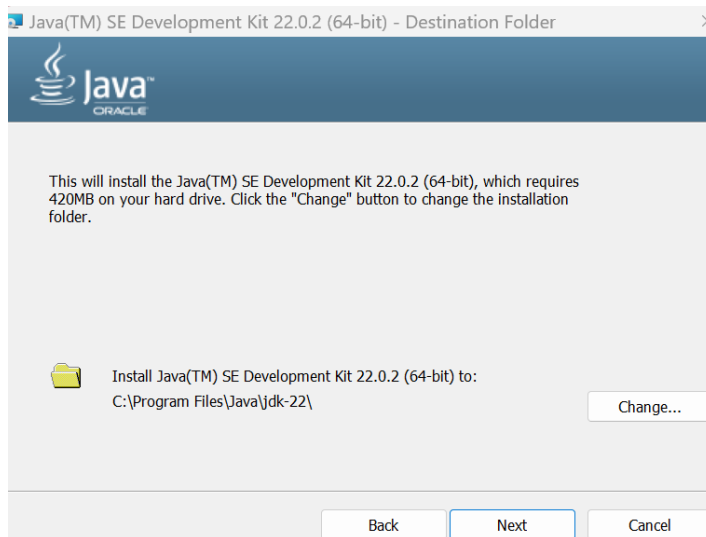 Java(TM) SE Development Kit 22.0.2 (64-bit) - Destination Folder
Java™
ORACLE
This will install the Java(TM) SE Development Kit 22.0.2 (64-bit), which requires
420MB on your hard drive. Click the "Change" button to change the installation
folder.
Install Java(TM) SE Development Kit 22.0.2 (64-bit) to:
C:\Program Files\Java\jdk-22\
Change...
Back
Next
Cancel